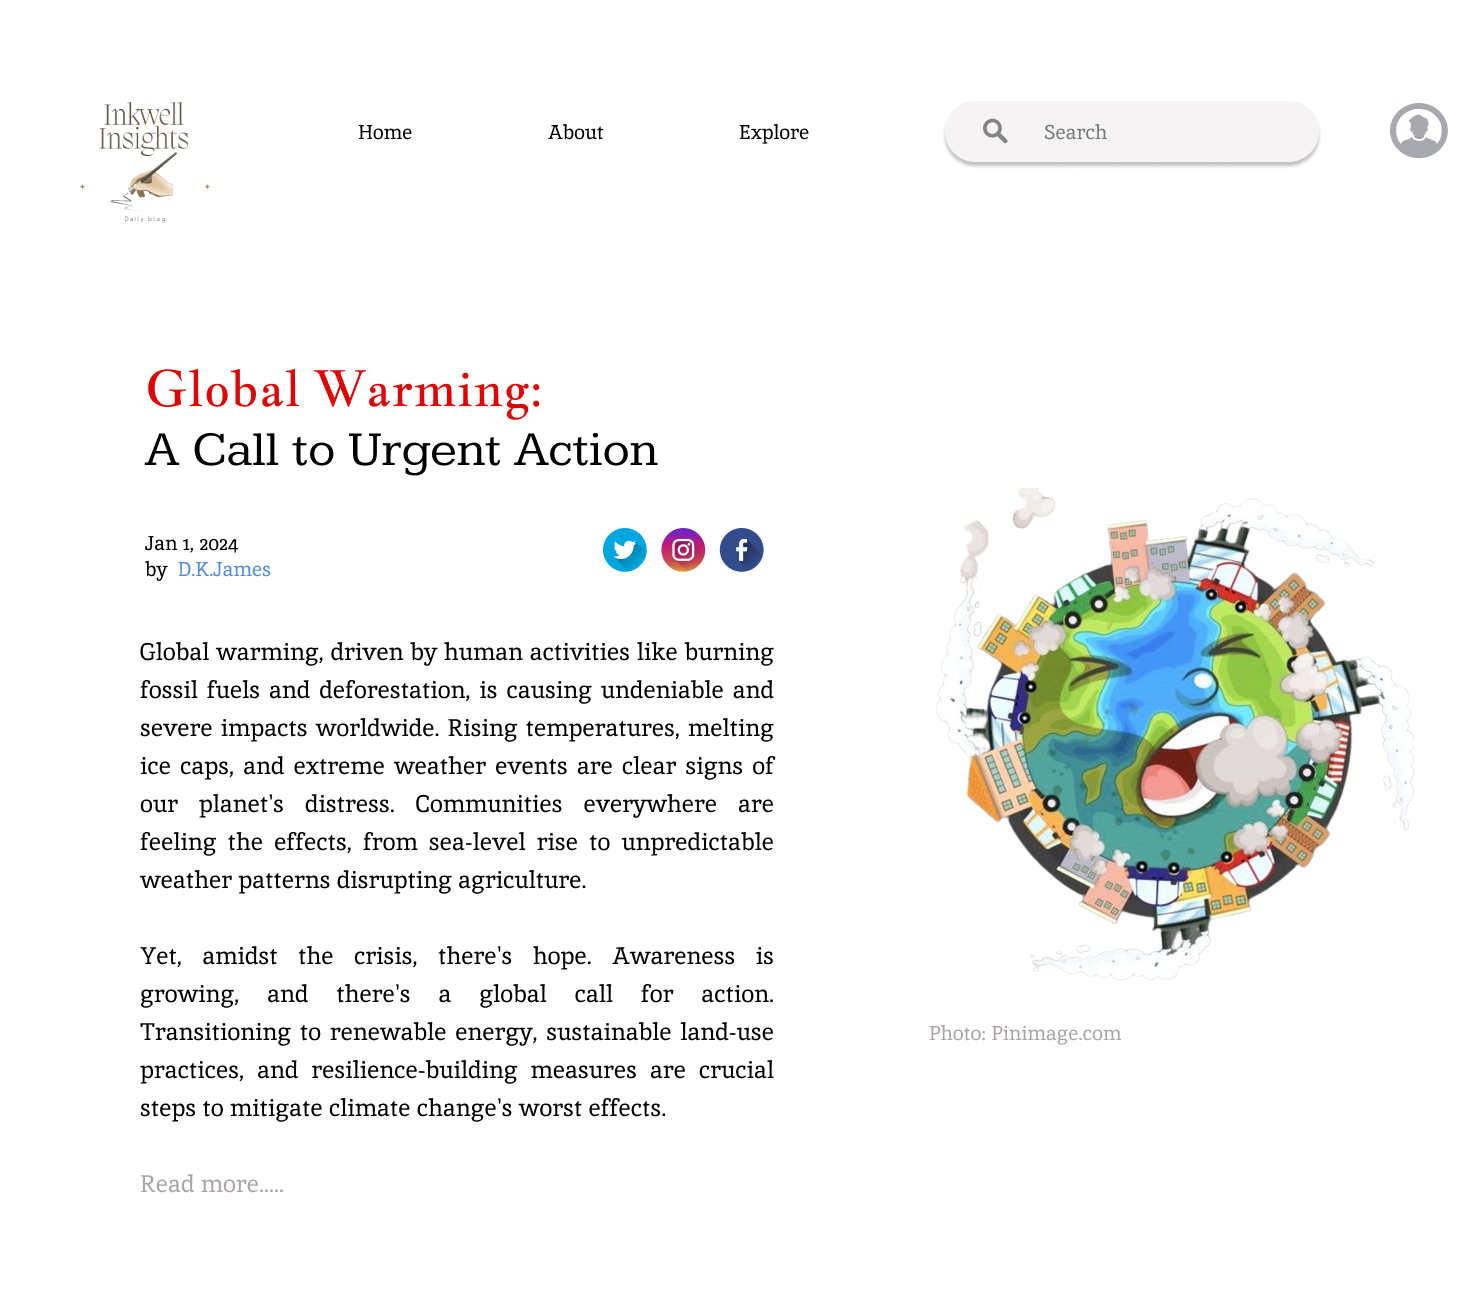 Inkwell
Insights
Daily blog
Home
About
Explore
Search
Global Warming:
A Call to Urgent Action
Jan 1, 2024
by D.K.James
Global warming, driven by human activities like burning
fossil fuels and deforestation, is causing undeniable and
severe impacts worldwide. Rising temperatures, melting
ice caps, and extreme weather events are clear signs of
our planet's distress. Communities everywhere are
feeling the effects, from sea-level rise to unpredictable
weather patterns disrupting agriculture.
Yet, amidst the crisis, there's hope. Awareness is
growing, and there's a global call for action.
Transitioning to renewable energy, sustainable land-use
practices, and resilience-building measures are crucial
steps to mitigate climate change's worst effects.
Read more.....
Photo: Pinimage.com